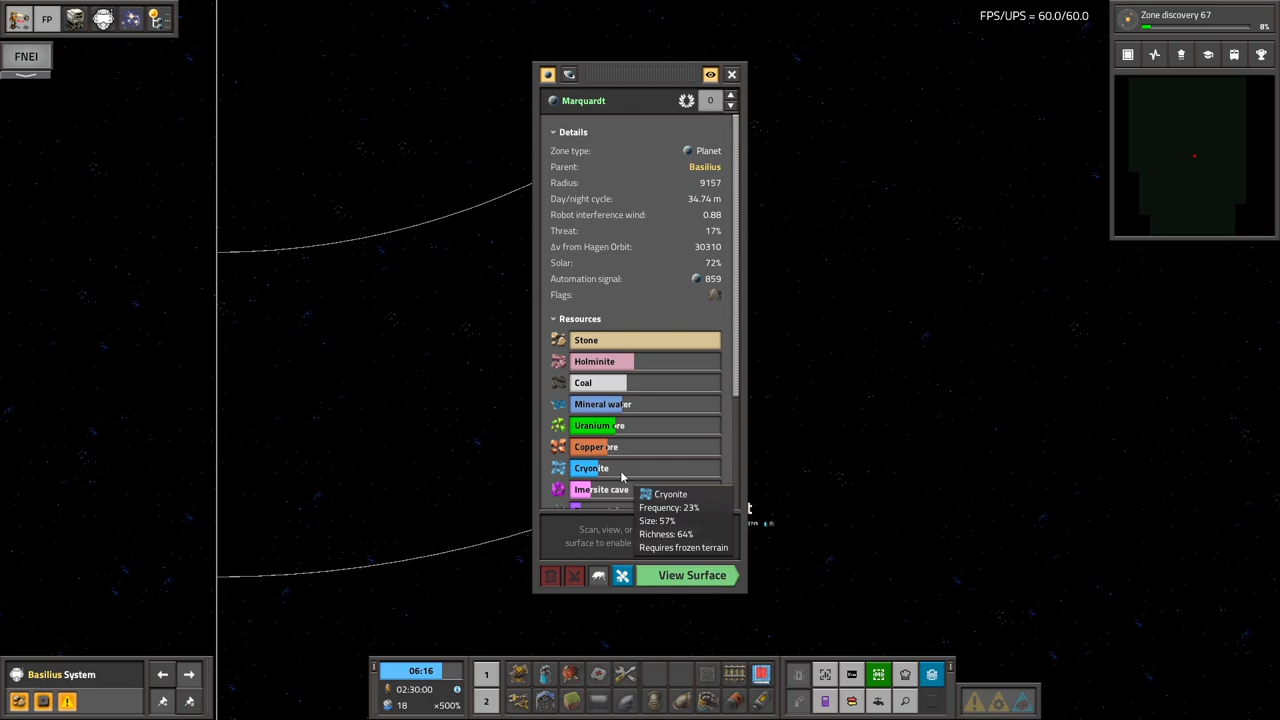 FP
FPS/UPS = 60.0/60.0
Zone discovery 67
8%
FNEI
Marquardt
0
Details
Zone type: Planet
Parent: Basilius
Radius: 9157
Day/night cycle: 34.74 m
Robot interference wind: 0.88
Threat: 17%
Δv from Hagen Orbit: 30310
Solar: 72%
Automation signal: 859
Flags:
Resources
Stone
Holminite
Coal
Mineral water
Uranium ore
Copper ore
Cryonite
Imersite cave
Cryonite
Frequency: 23%
Size: 57%
Richness: 64%
Requires frozen terrain
Scan, view, or
surface to enable
View Surface
Basilius System
06:16
02:30:00
18 ×500%
1
2